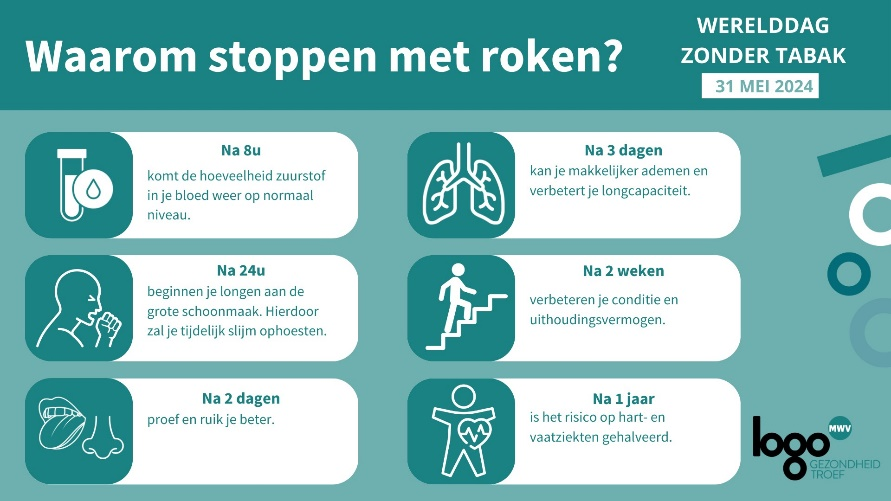 Waarom stoppen met roken?
WERELDDAG
ZONDER TABAK
31 MEI 2024
Na 8u
komt de hoeveelheid zuurstof
in je bloed weer op normaal
niveau.
Na 3 dagen
kan je makkelijker ademen en
verbetert je longcapaciteit.
Na 24u
beginnen je longen aan de
grote schoonmaak. Hierdoor
zal je tijdelijk slijm ophoesten.
Na 2 weken
verbeteren je conditie en
uithoudingsvermogen.
Na 2 dagen
proef en ruik je beter.
Na 1 jaar
is het risico op hart- en
vaatziekten gehalveerd.
MWV
logo
GEZONDHEID
TROEF